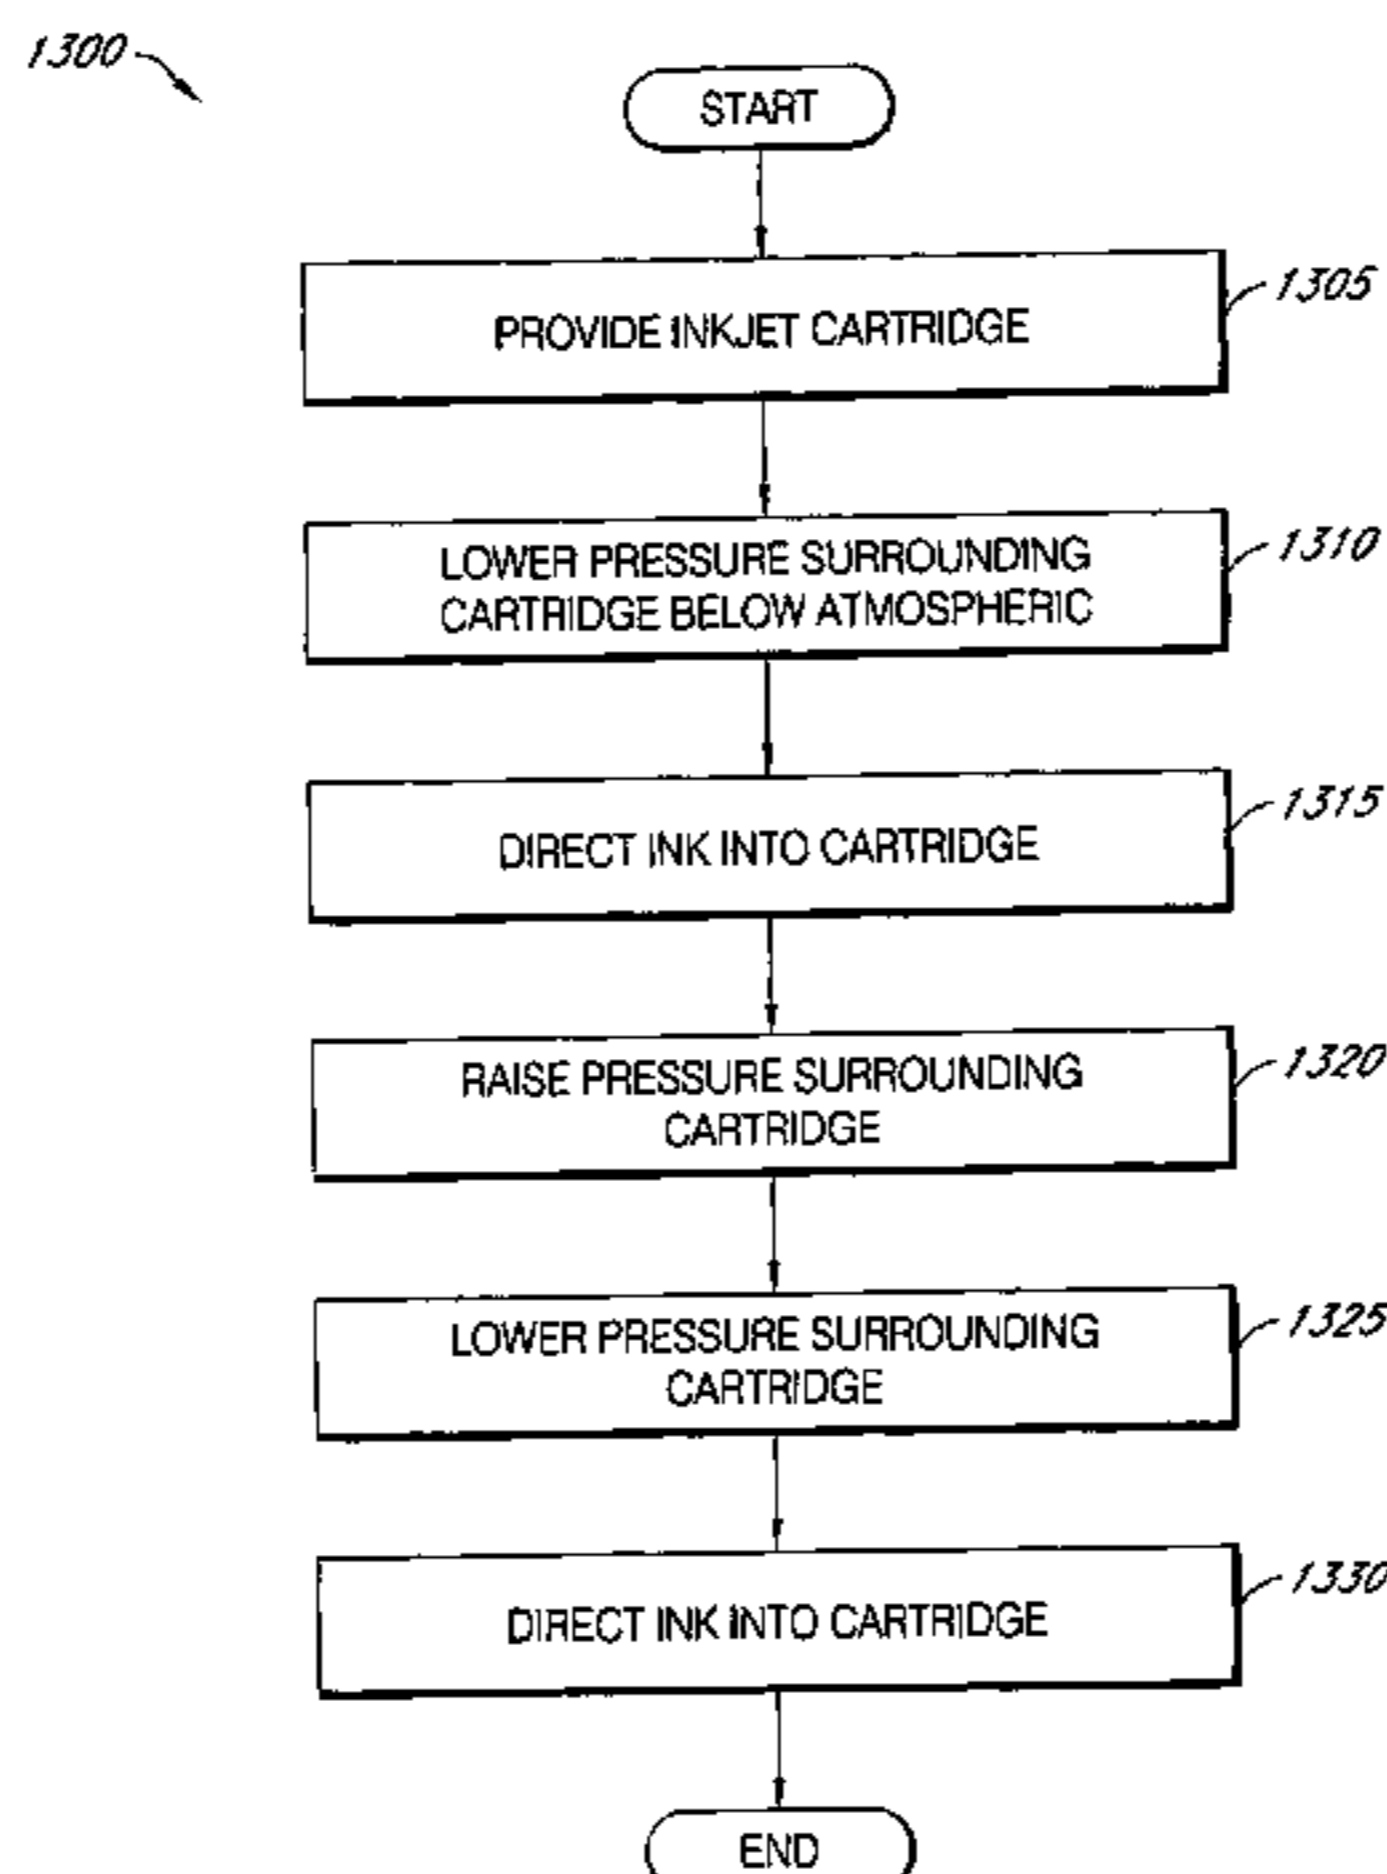 1300
START
PROVIDE INKJET CARTRIDGE
1305
LOWER PRESSURE SURROUNDING
CARTRIDGE BELOW ATMOSPHERIC
1310
DIRECT INK INTO CARTRIDGE
1315
RAISE PRESSURE SURROUNDING
CARTRIDGE
1320
LOWER PRESSURE SURROUNDING
CARTRIDGE
1325
DIRECT INK INTO CARTRIDGE
1330
END